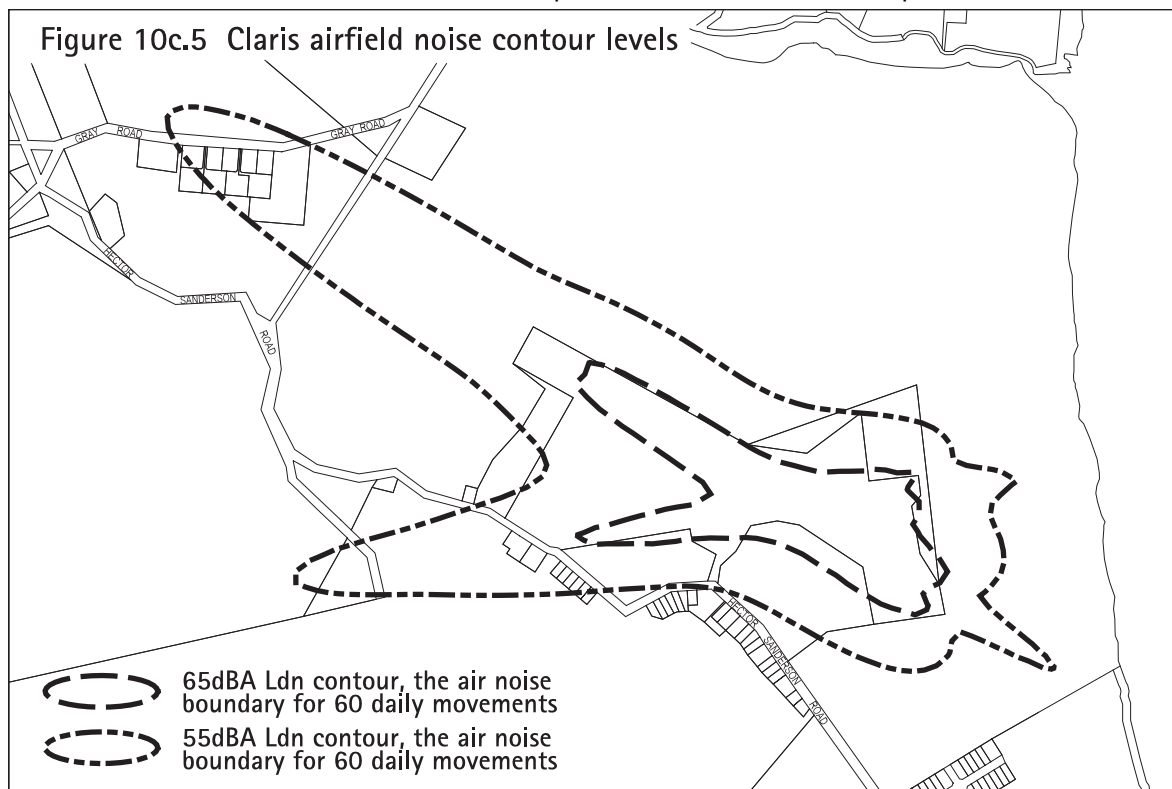 Figure 10c.5 Claris airfield noise contour levels
GRAY ROAD
GRAY ROAD
HECTOR
SANDERSON
ROAD
HECTOR
SANDERSON
ROAD
65dBA Ldn contour, the air noise
boundary for 60 daily movements
55dBA Ldn contour, the air noise
boundary for 60 daily movements